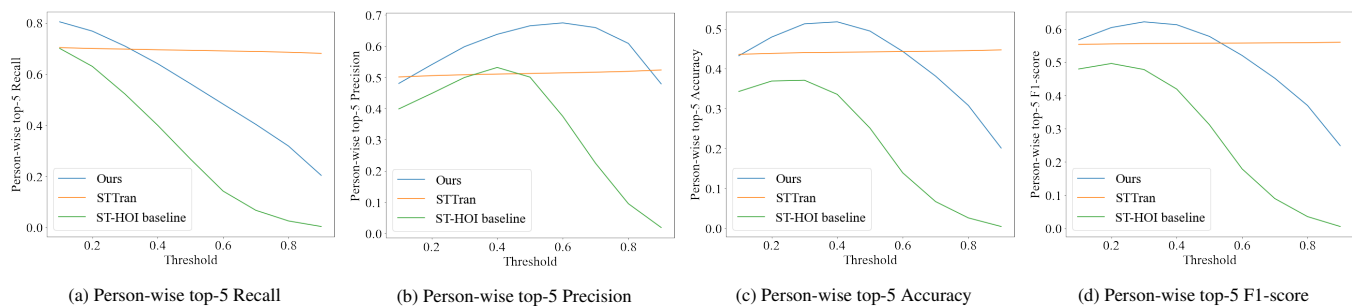 Person-wise top-5 Recall
0.8
0.6
0.4
0.2
0.0
Ours
STTran
ST-HOI baseline
0.2 0.4 0.6 0.8
Threshold
(a) Person-wise top-5 Recall
Person-wise top-5 Precision
0.7
0.6
0.5
0.4
0.3
0.2
0.1
0.0
Ours
STTran
ST-HOI baseline
0.2 0.4 0.6 0.8
Threshold
(b) Person-wise top-5 Precision
Person-wise top-5 Accuracy
0.5
0.4
0.3
0.2
0.1
0.0
Ours
STTran
ST-HOI baseline
0.2 0.4 0.6 0.8
Threshold
(c) Person-wise top-5 Accuracy
Person-wise top-5 F1-score
0.6
0.5
0.4
0.3
0.2
0.1
0.0
Ours
STTran
ST-HOI baseline
0.2 0.4 0.6 0.8
Threshold
(d) Person-wise top-5 F1-score